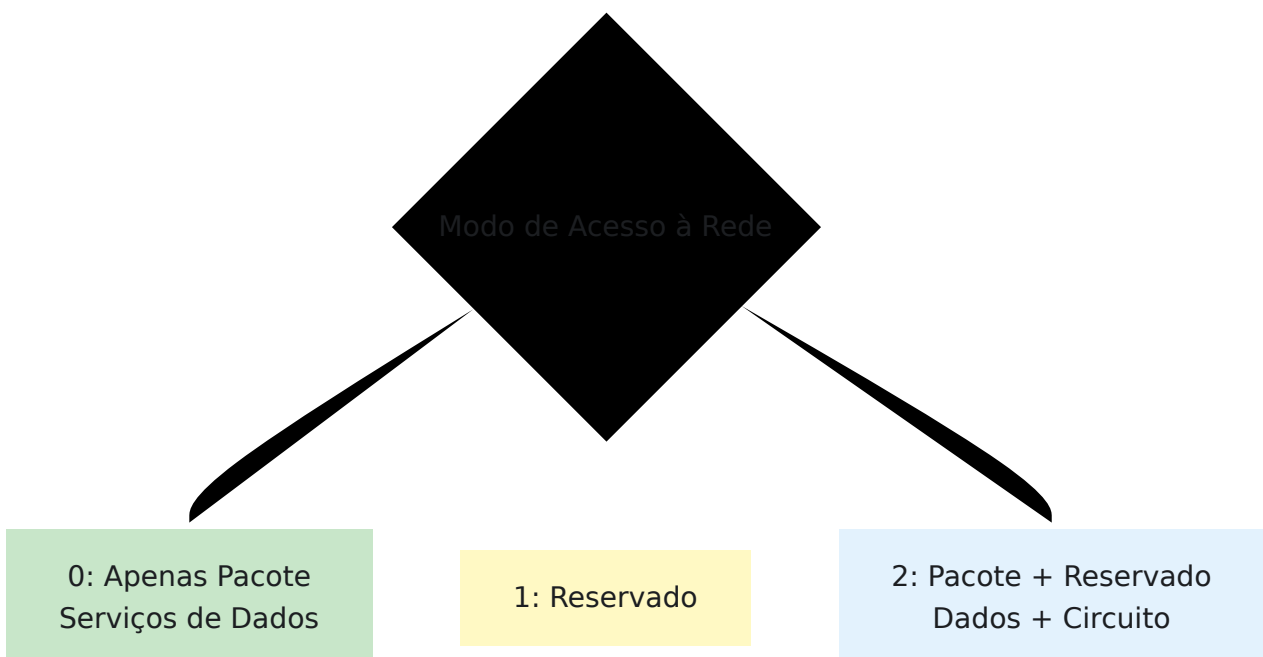 Modo de Acesso à Rede
0: Apenas Pacote
Serviços de Dados
1: Reservado
2: Pacote + Reservado
Dados + Circuito